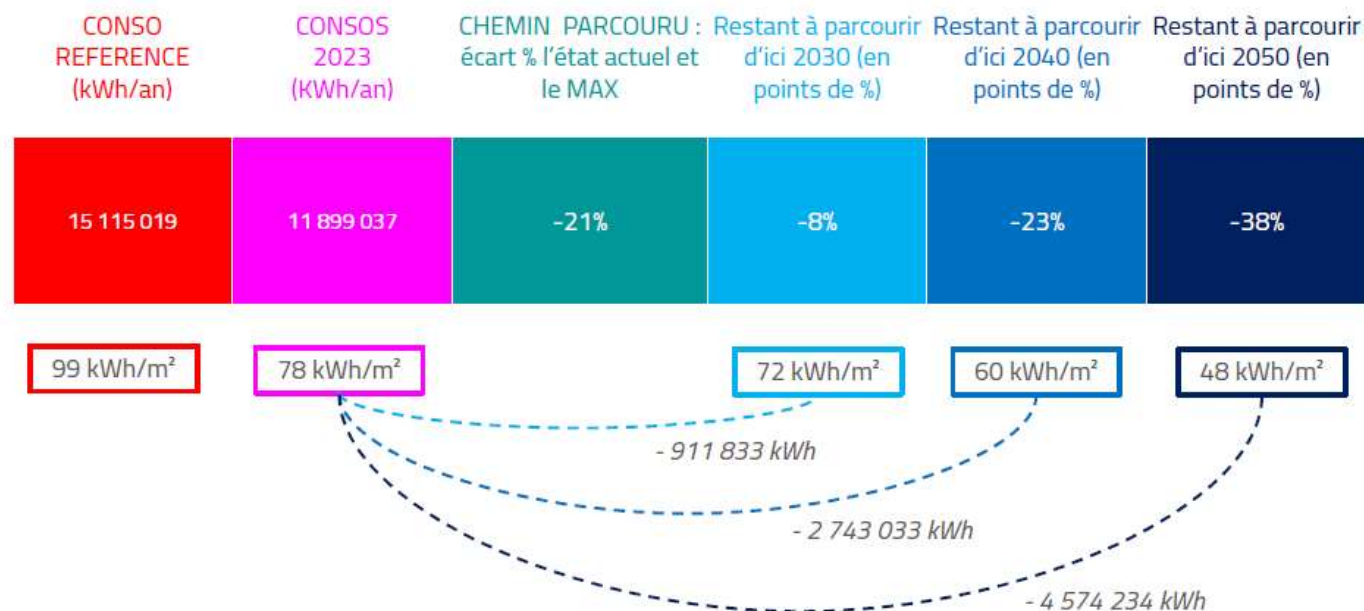 CONSO
REFERENCE
(kWh/an)
CONSOS
2023
(KWh/an)
CHEMIN PARCOURU :
écart % l'état actuel et
le MAX
Restant à parcourir
d'ici 2030 (en
points de %)
Restant à parcourir
d'ici 2040 (en
points de %)
Restant à parcourir
d'ici 2050 (en
points de %)
15 115 019
11 899 037
-21%
-8%
-23%
-38%
99 kWh/m²
78 kWh/m²
72 kWh/m²
60 kWh/m²
48 kWh/m²
- 911 833 kWh
- 2 743 033 kWh
- 4 574 234 kWh